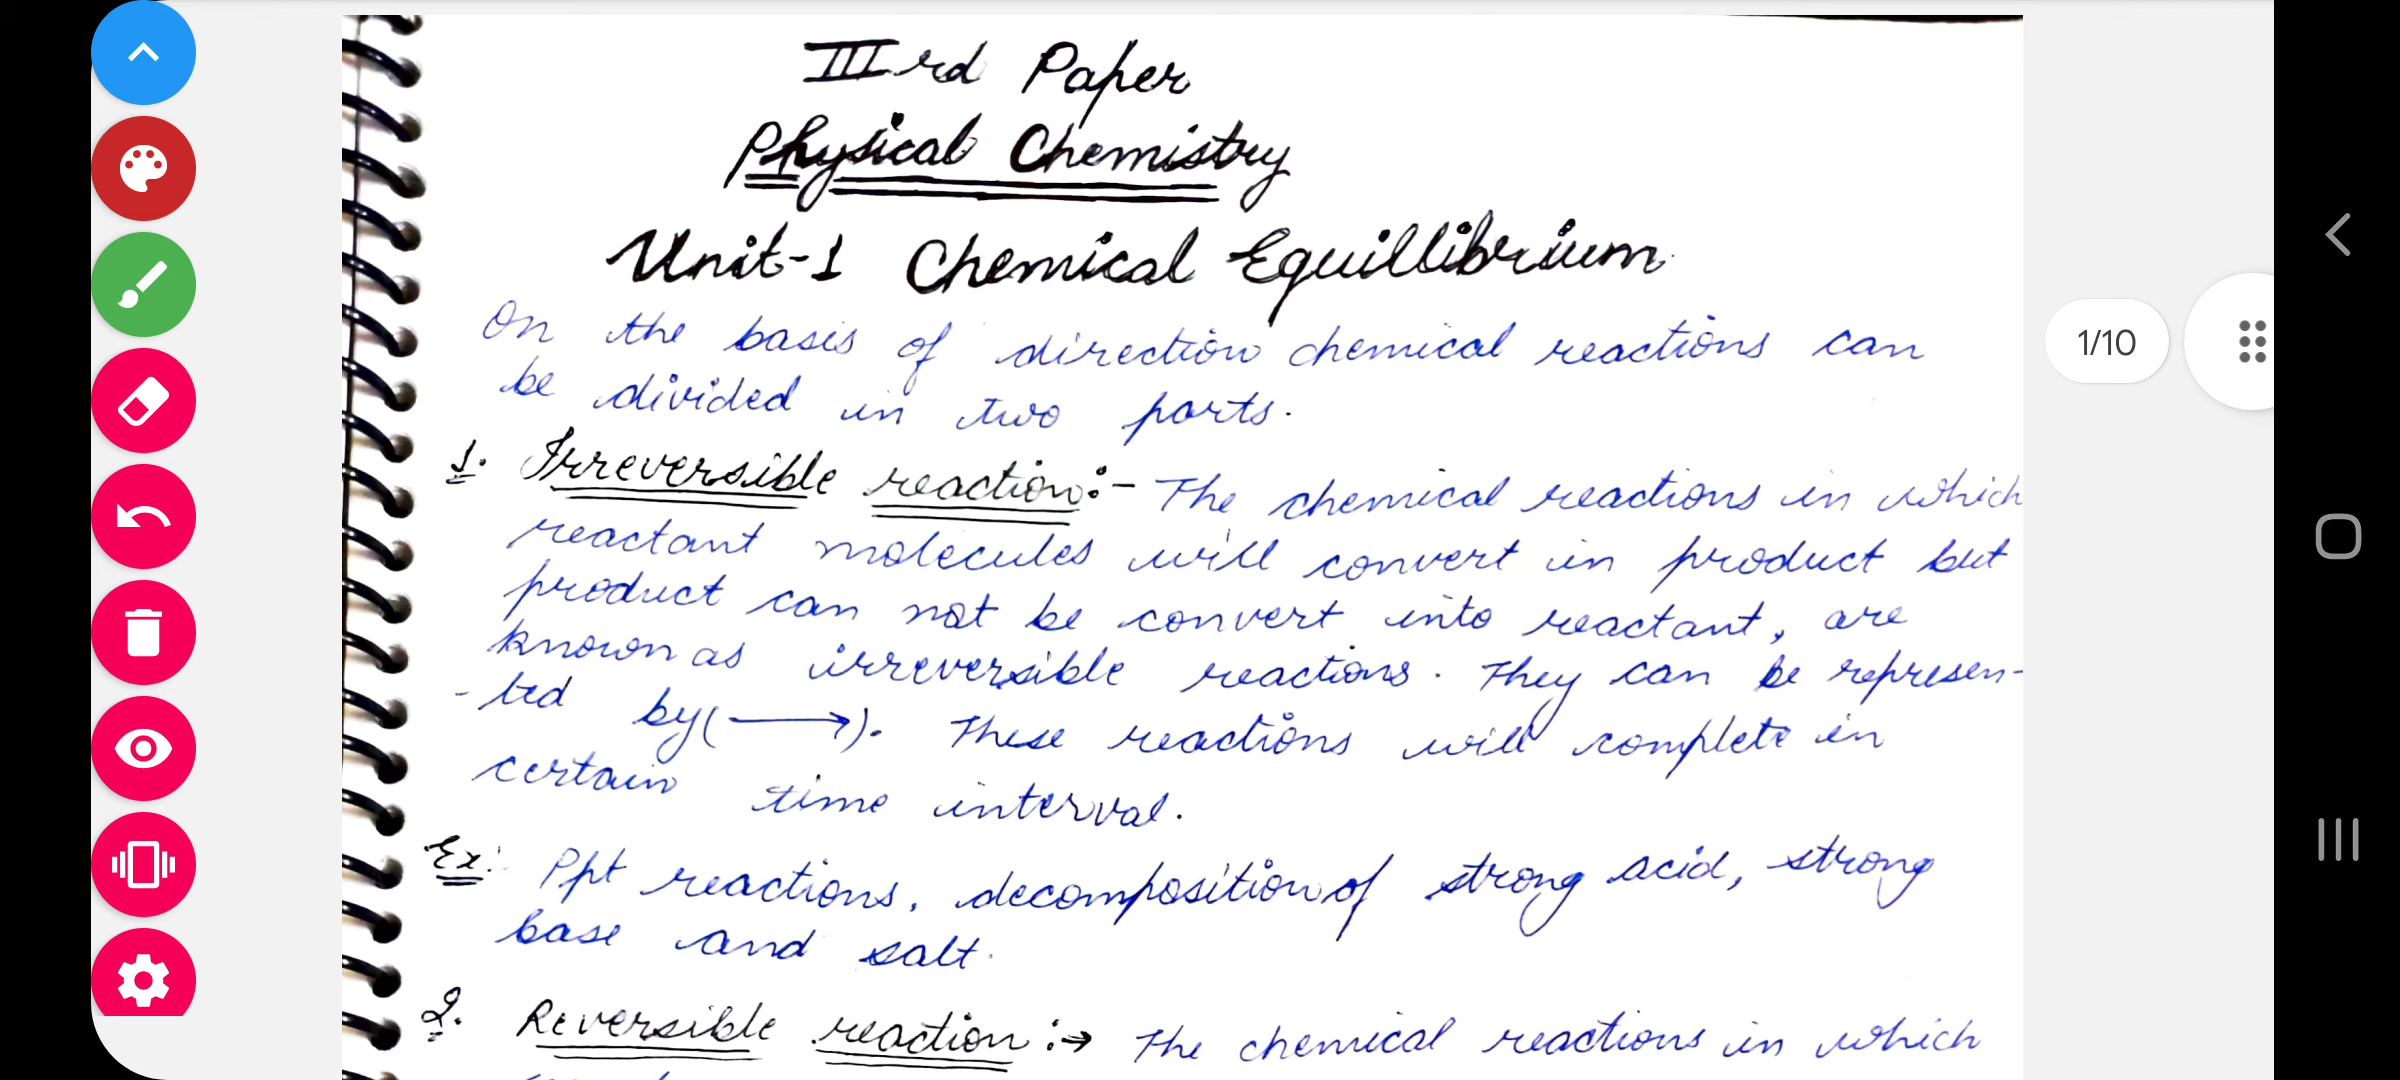 IIIrd Paper
Physical Chemistry
Unit-1 Chemical Equillibrium
On the basis of direction chemical reactions can
be divided in two parts.
1. Irreversible reaction:- The chemical reactions in which
reactant molecules will convert in product but
product can not be convert into reactant, are
known as irreversible reactions. They can be represen-
-ted by (⟶). These reactions will complete in
certain time interval.
Ex: Ppt reactions, decomposition of strong acid, strong
base and salt.
2. Reversible reaction :→ The chemical reactions in which
1/10